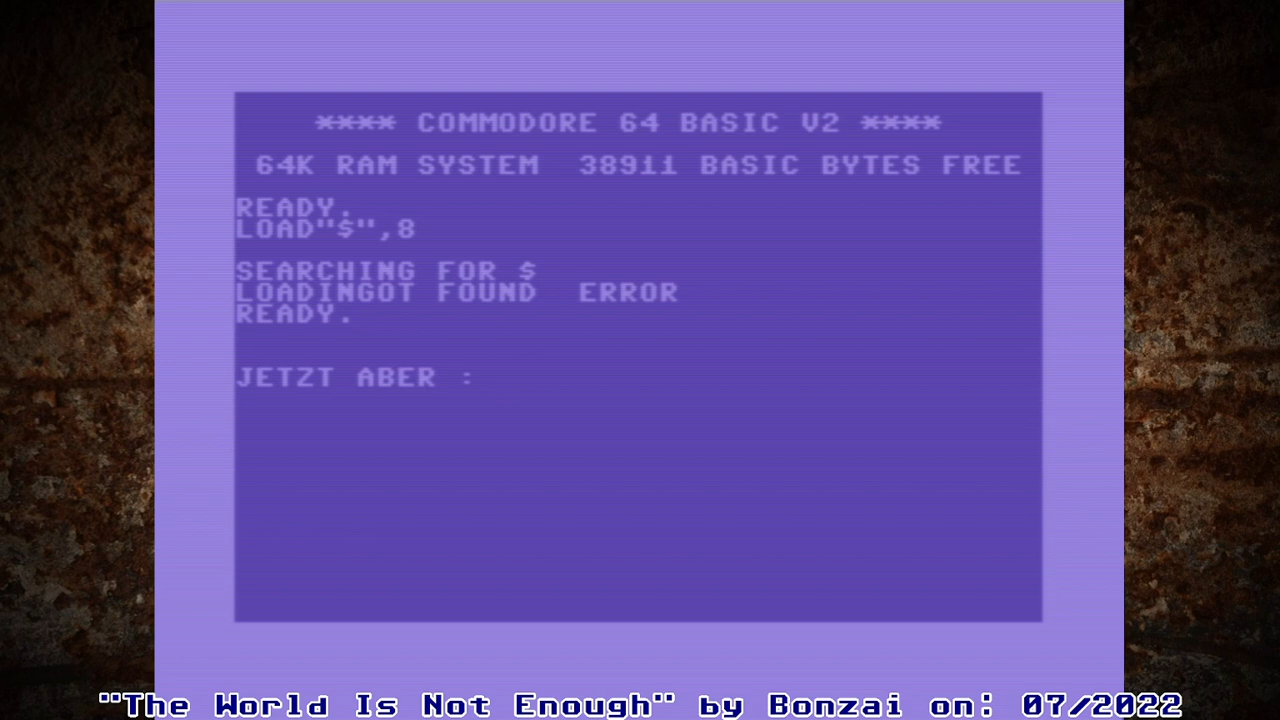 **** COMMODORE 64 BASIC V2 ****
64K RAM SYSTEM  38911 BASIC BYTES FREE
READY.
LOAD"$",8
SEARCHING FOR $
LOADINGOT FOUND  ERROR
READY.
JETZT ABER :
"The World Is Not Enough" by Bonzai on: 07/2022